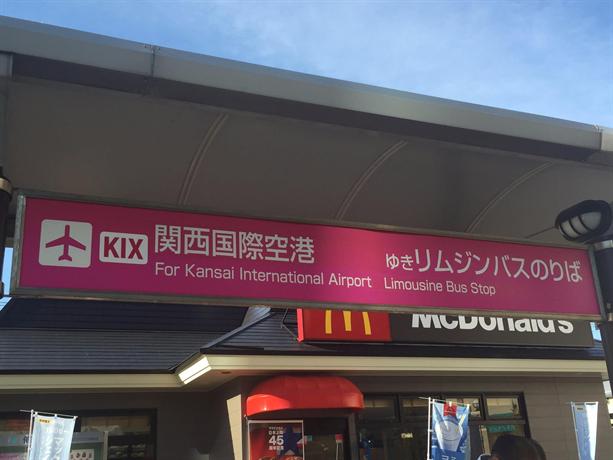 KIX 関西国際空港 ゆき リムジンバスのりば
For Kansai International Airport Limousine Bus Stop
McDonald's
45